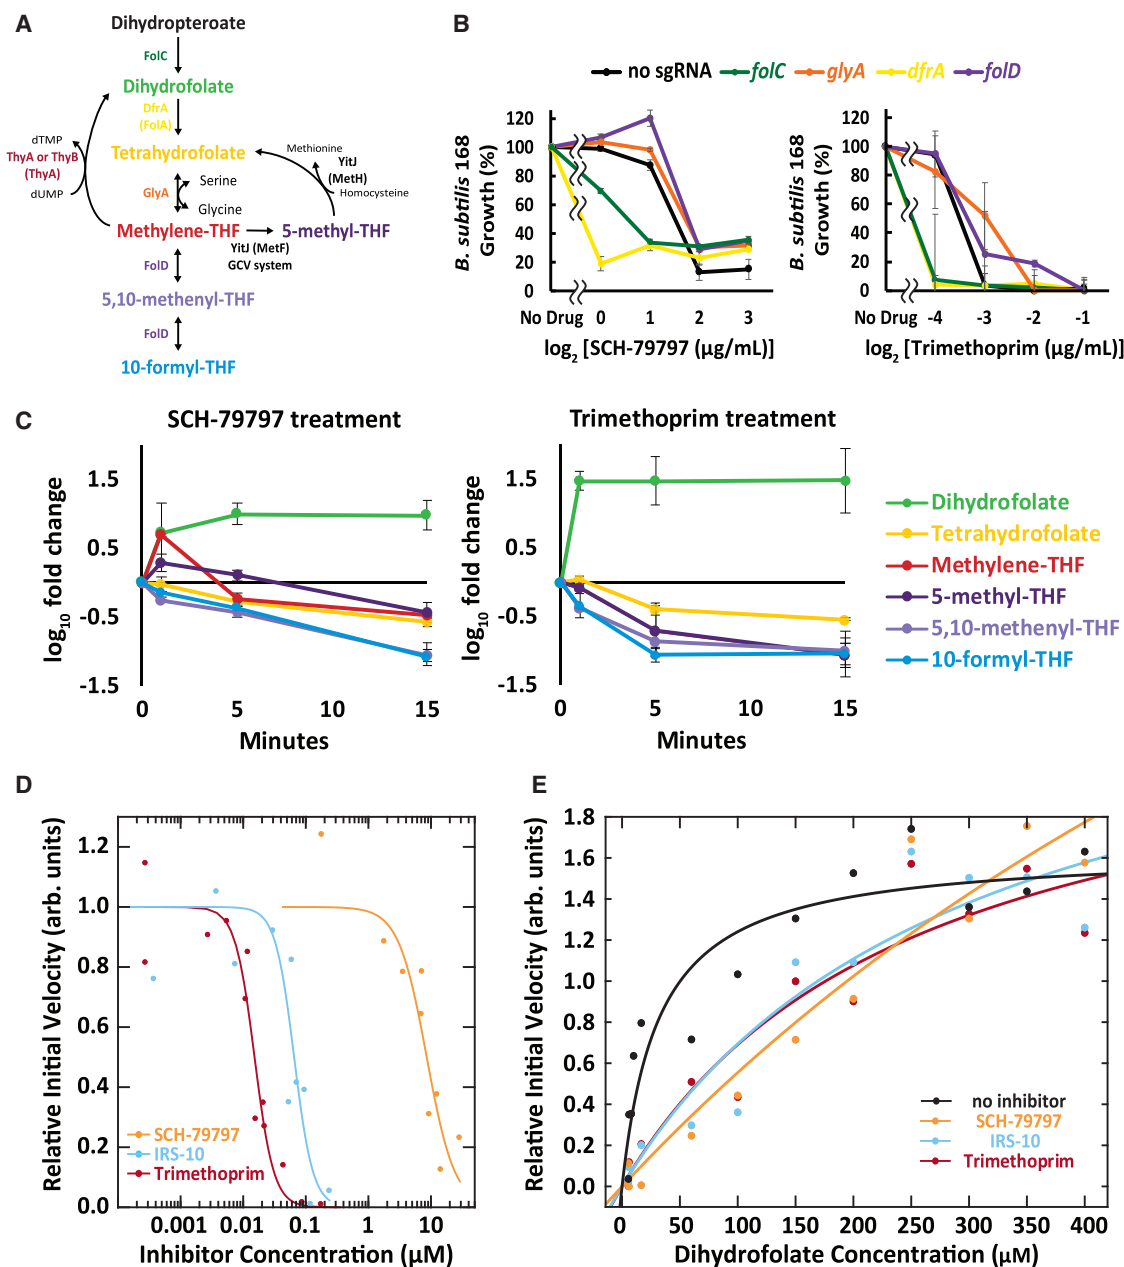 A
Dihydropteroate
FolC
Dihydrofolate
DfrA
(FolA)
dTMP
ThyA or ThyB
(ThyA)
dUMP
Tetrahydrofolate
Methionine
YitJ
(MetH)
Homocysteine
GlyA
Serine
Glycine
Methylene-THF
5-methyl-THF
YitJ (MetF)
GCV system
FolD
5,10-methenyl-THF
FolD
10-formyl-THF
B
no sgRNA folC glyA dfrA folD
B. subtilis 168
Growth (%)
120
100
80
60
40
20
0
No Drug 0 1 2 3
log2 [SCH-79797 (µg/mL)]
B. subtilis 168
Growth (%)
120
100
80
60
40
20
0
No Drug -4 -3 -2 -1
log2 [Trimethoprim (µg/mL)]
C
SCH-79797 treatment
log10 fold change
1.5
0.5
-0.5
-1.5
0 5 10 15
Minutes
Trimethoprim treatment
log10 fold change
1.5
0.5
-0.5
-1.5
0 5 10 15
Minutes
Dihydrofolate
Tetrahydrofolate
Methylene-THF
5-methyl-THF
5,10-methenyl-THF
10-formyl-THF
D
Relative Initial Velocity (arb. units)
1.2
1.0
0.8
0.6
0.4
0.2
0.0
SCH-79797
IRS-10
Trimethoprim
0.001 0.01 0.1 1 10
Inhibitor Concentration (µM)
E
Relative Initial Velocity (arb. units)
1.8
1.6
1.4
1.2
1.0
0.8
0.6
0.4
0.2
0.0
no inhibitor
SCH-79797
IRS-10
Trimethoprim
0 50 100 150 200 250 300 350 400
Dihydrofolate Concentration (µM)